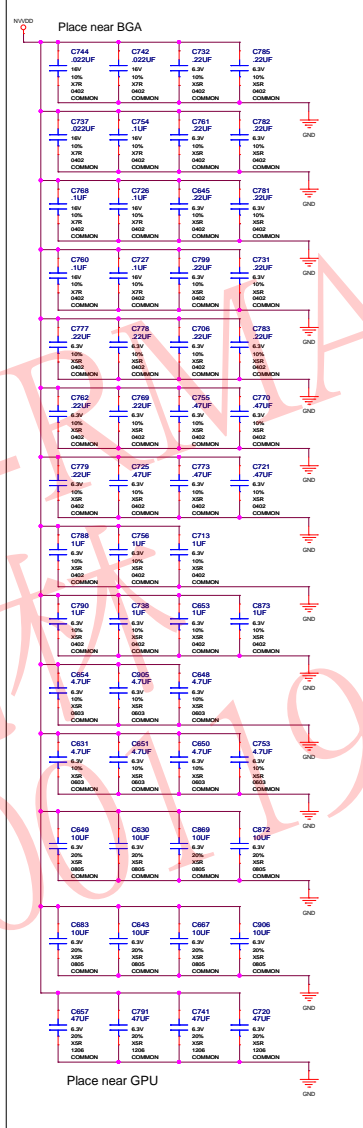 NVVDD
Place near BGA
C744 C742 C732 C785
.022UF .022UF .22UF .22UF
16V 16V 6.3V 6.3V
10% 10% 10% 10%
X7R X7R X5R X5R
0402 0402 0402 0402
COMMON COMMON COMMON COMMON
GND
C737 C754 C761 C782
.022UF .1UF .22UF .22UF
16V 16V 6.3V 6.3V
10% 10% 10% 10%
X7R X7R X5R X5R
0402 0402 0402 0402
COMMON COMMON COMMON COMMON
GND
C768 C726 C645 C781
.1UF .1UF .22UF .22UF
16V 16V 6.3V 6.3V
10% 10% 10% 10%
X7R X7R X5R X5R
0402 0402 0402 0402
COMMON COMMON COMMON COMMON
GND
C760 C727 C799 C731
.1UF .1UF .22UF .22UF
16V 16V 6.3V 6.3V
10% 10% 10% 10%
X7R X7R X5R X5R
0402 0402 0402 0402
COMMON COMMON COMMON COMMON
GND
C777 C778 C706 C783
.22UF .22UF .22UF .22UF
6.3V 6.3V 6.3V 6.3V
10% 10% 10% 10%
X5R X5R X5R X5R
0402 0402 0402 0402
COMMON COMMON COMMON COMMON
GND
C762 C769 C755 C770
.22UF .22UF .47UF .47UF
6.3V 6.3V 6.3V 6.3V
10% 10% 10% 10%
X5R X5R X5R X5R
0402 0402 0402 0402
COMMON COMMON COMMON COMMON
GND
C779 C725 C773 C721
.22UF .47UF .47UF .47UF
6.3V 6.3V 6.3V 6.3V
10% 10% 10% 10%
X5R X5R X5R X5R
0402 0402 0402 0402
COMMON COMMON COMMON COMMON
GND
C788 C756 C713
1UF 1UF 1UF
6.3V 6.3V 6.3V
10% 10% 10%
X5R X5R X5R
0402 0402 0402
COMMON COMMON COMMON
GND
C790 C738 C653 C873
1UF 1UF 1UF 1UF
6.3V 6.3V 6.3V 6.3V
10% 10% 10% 10%
X5R X5R X5R X5R
0402 0402 0402 0402
COMMON COMMON COMMON COMMON
GND
C654 C905 C648
4.7UF 4.7UF 4.7UF
6.3V 6.3V 6.3V
10% 10% 10%
X5R X5R X5R
0603 0603 0603
COMMON COMMON COMMON
GND
C631 C651 C650 C753
4.7UF 4.7UF 4.7UF 4.7UF
6.3V 6.3V 6.3V 6.3V
10% 10% 10% 10%
X5R X5R X5R X5R
0603 0603 0603 0603
COMMON COMMON COMMON COMMON
GND
C649 C630 C869 C872
10UF 10UF 10UF 10UF
6.3V 6.3V 6.3V 6.3V
20% 20% 20% 20%
X5R X5R X5R X5R
0805 0805 0805 0805
COMMON COMMON COMMON COMMON
GND
C683 C643 C667 C906
10UF 10UF 10UF 10UF
6.3V 6.3V 6.3V 6.3V
20% 20% 20% 20%
X5R X5R X5R X5R
0805 0805 0805 0805
COMMON COMMON COMMON COMMON
GND
C657 C791 C741 C720
47UF 47UF 47UF 47UF
6.3V 6.3V 6.3V 6.3V
20% 20% 20% 20%
X5R X5R X5R X5R
1206 1206 1206 1206
COMMON COMMON COMMON COMMON
GND
Place near GPU
-RMA
林
00119